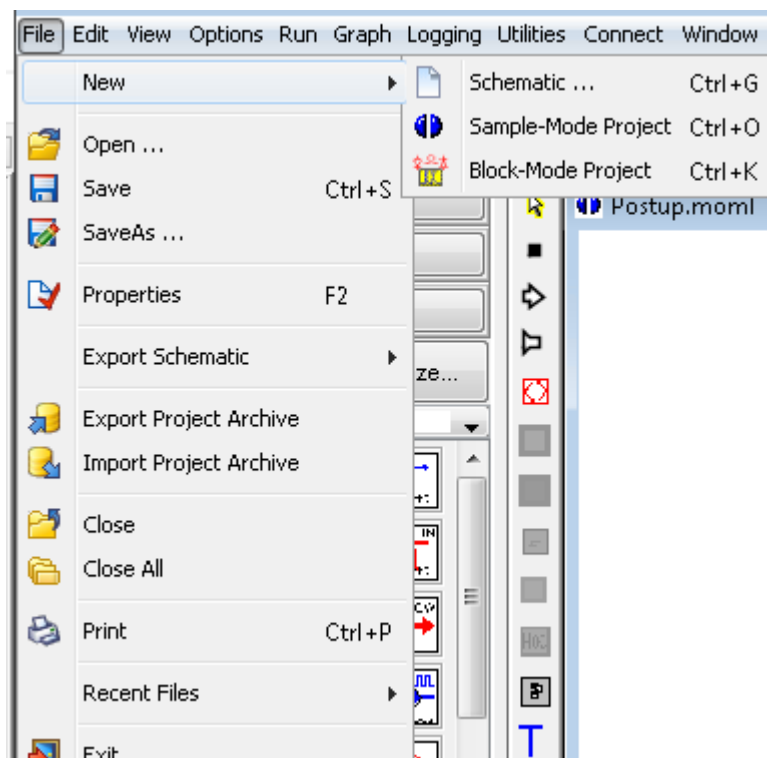 File Edit View Options Run Graph Logging Utilities Connect Window
New
Schematic ... Ctrl+G
Sample-Mode Project Ctrl+O
Block-Mode Project Ctrl+K
Open ...
Save Ctrl+S
Postup.moml
SaveAs ...
Properties F2
Export Schematic
ze...
Export Project Archive
Import Project Archive
Close
IN
Close All
Print Ctrl+P
Recent Files
Exit